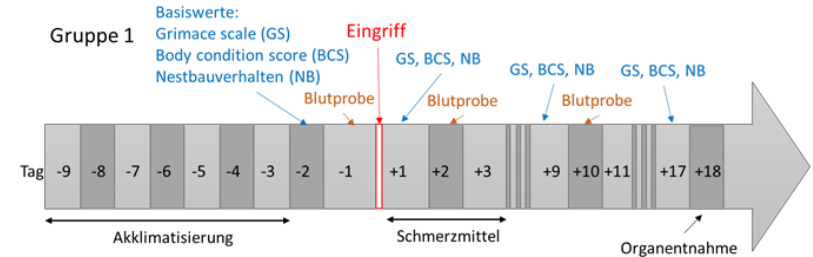 Gruppe 1
Basiswerte:
Grimace scale (GS)
Body condition score (BCS)
Nestbauverhalten (NB)
Eingriff
GS, BCS, NB
GS, BCS, NB
GS, BCS, NB
Blutprobe
Blutprobe
Blutprobe
Tag -9 -8 -7 -6 -5 -4 -3 -2 -1 +1 +2 +3 +9 +10 +11 +17 +18
Akklimatisierung
Schmerzmittel
Organentnahme